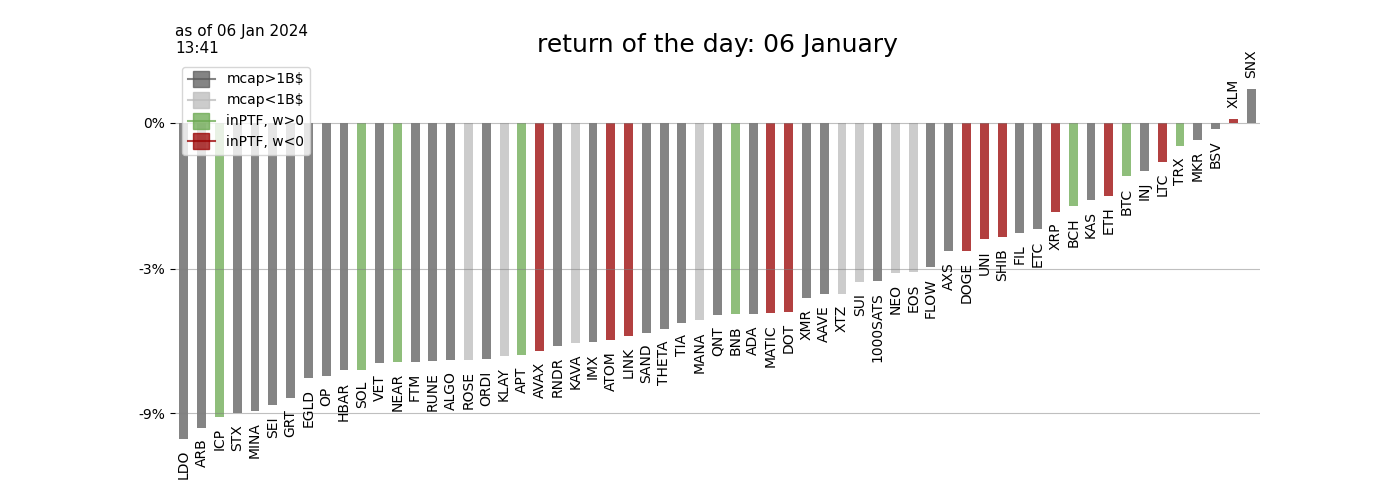 as of 06 Jan 2024
13:41
return of the day: 06 January
mcap>1B$
mcap<1B$
inPTF, w>0
inPTF, w<0
0%
-3%
-9%
LDO
ARB
ICP
STX
MINA
SEI
GRT
EGLD
OP
HBAR
SOL
VET
NEAR
FTM
RUNE
ALGO
ROSE
ORDI
KLAY
APT
AVAX
RNDR
KAVA
IMX
ATOM
LINK
SAND
THETA
TIA
MANA
QNT
BNB
ADA
MATIC
DOT
XMR
AAVE
XTZ
SUI
1000SATS
NEO
EOS
FLOW
AXS
DOGE
UNI
SHIB
FIL
ETC
XRP
BCH
KAS
ETH
BTC
INJ
LTC
TRX
MKR
BSV
XLM
SNX